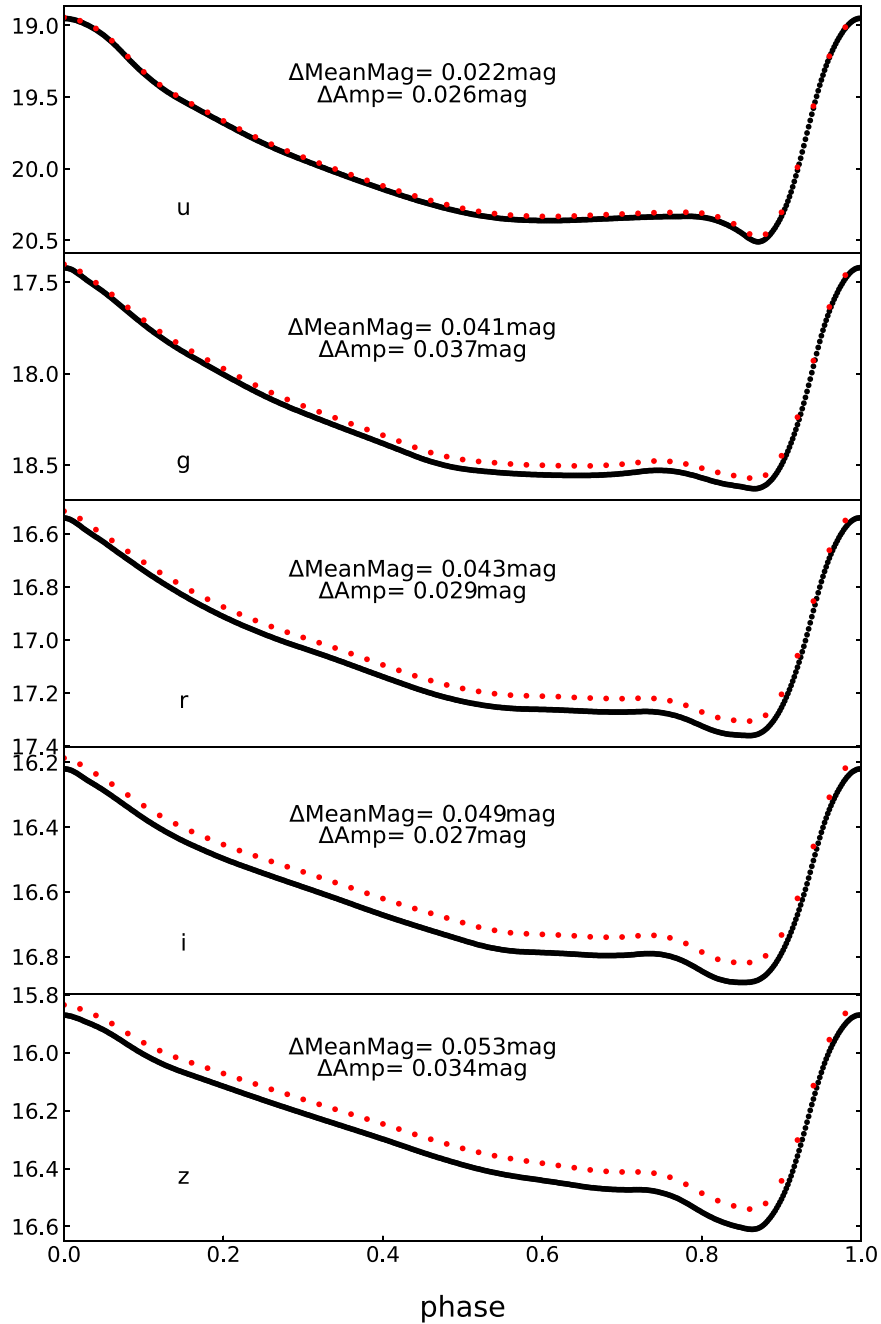 19.0
19.5
20.0
20.5
ΔMeanMag= 0.022mag
ΔAmp= 0.026mag
u
17.5
18.0
18.5
ΔMeanMag= 0.041mag
ΔAmp= 0.037mag
g
16.6
16.8
17.0
17.2
17.4
ΔMeanMag= 0.043mag
ΔAmp= 0.029mag
r
16.2
16.4
16.6
16.8
ΔMeanMag= 0.049mag
ΔAmp= 0.027mag
i
15.8
16.0
16.2
16.4
16.6
ΔMeanMag= 0.053mag
ΔAmp= 0.034mag
z
0.0 0.2 0.4 0.6 0.8 1.0
phase